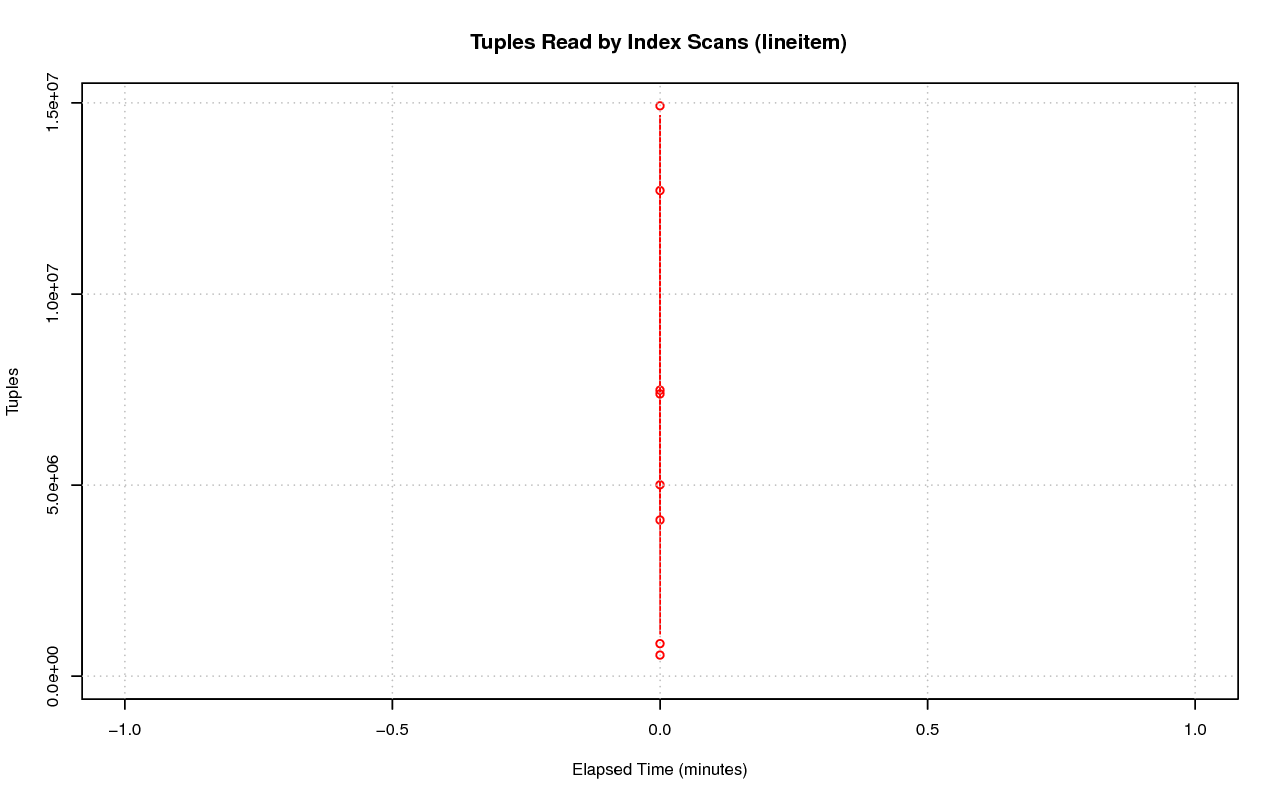 Tuples Read by Index Scans (lineitem)
1.5e+07
1.0e+07
5.0e+06
0.0e+00
Tuples
−1.0
−0.5
0.0
0.5
1.0
Elapsed Time (minutes)